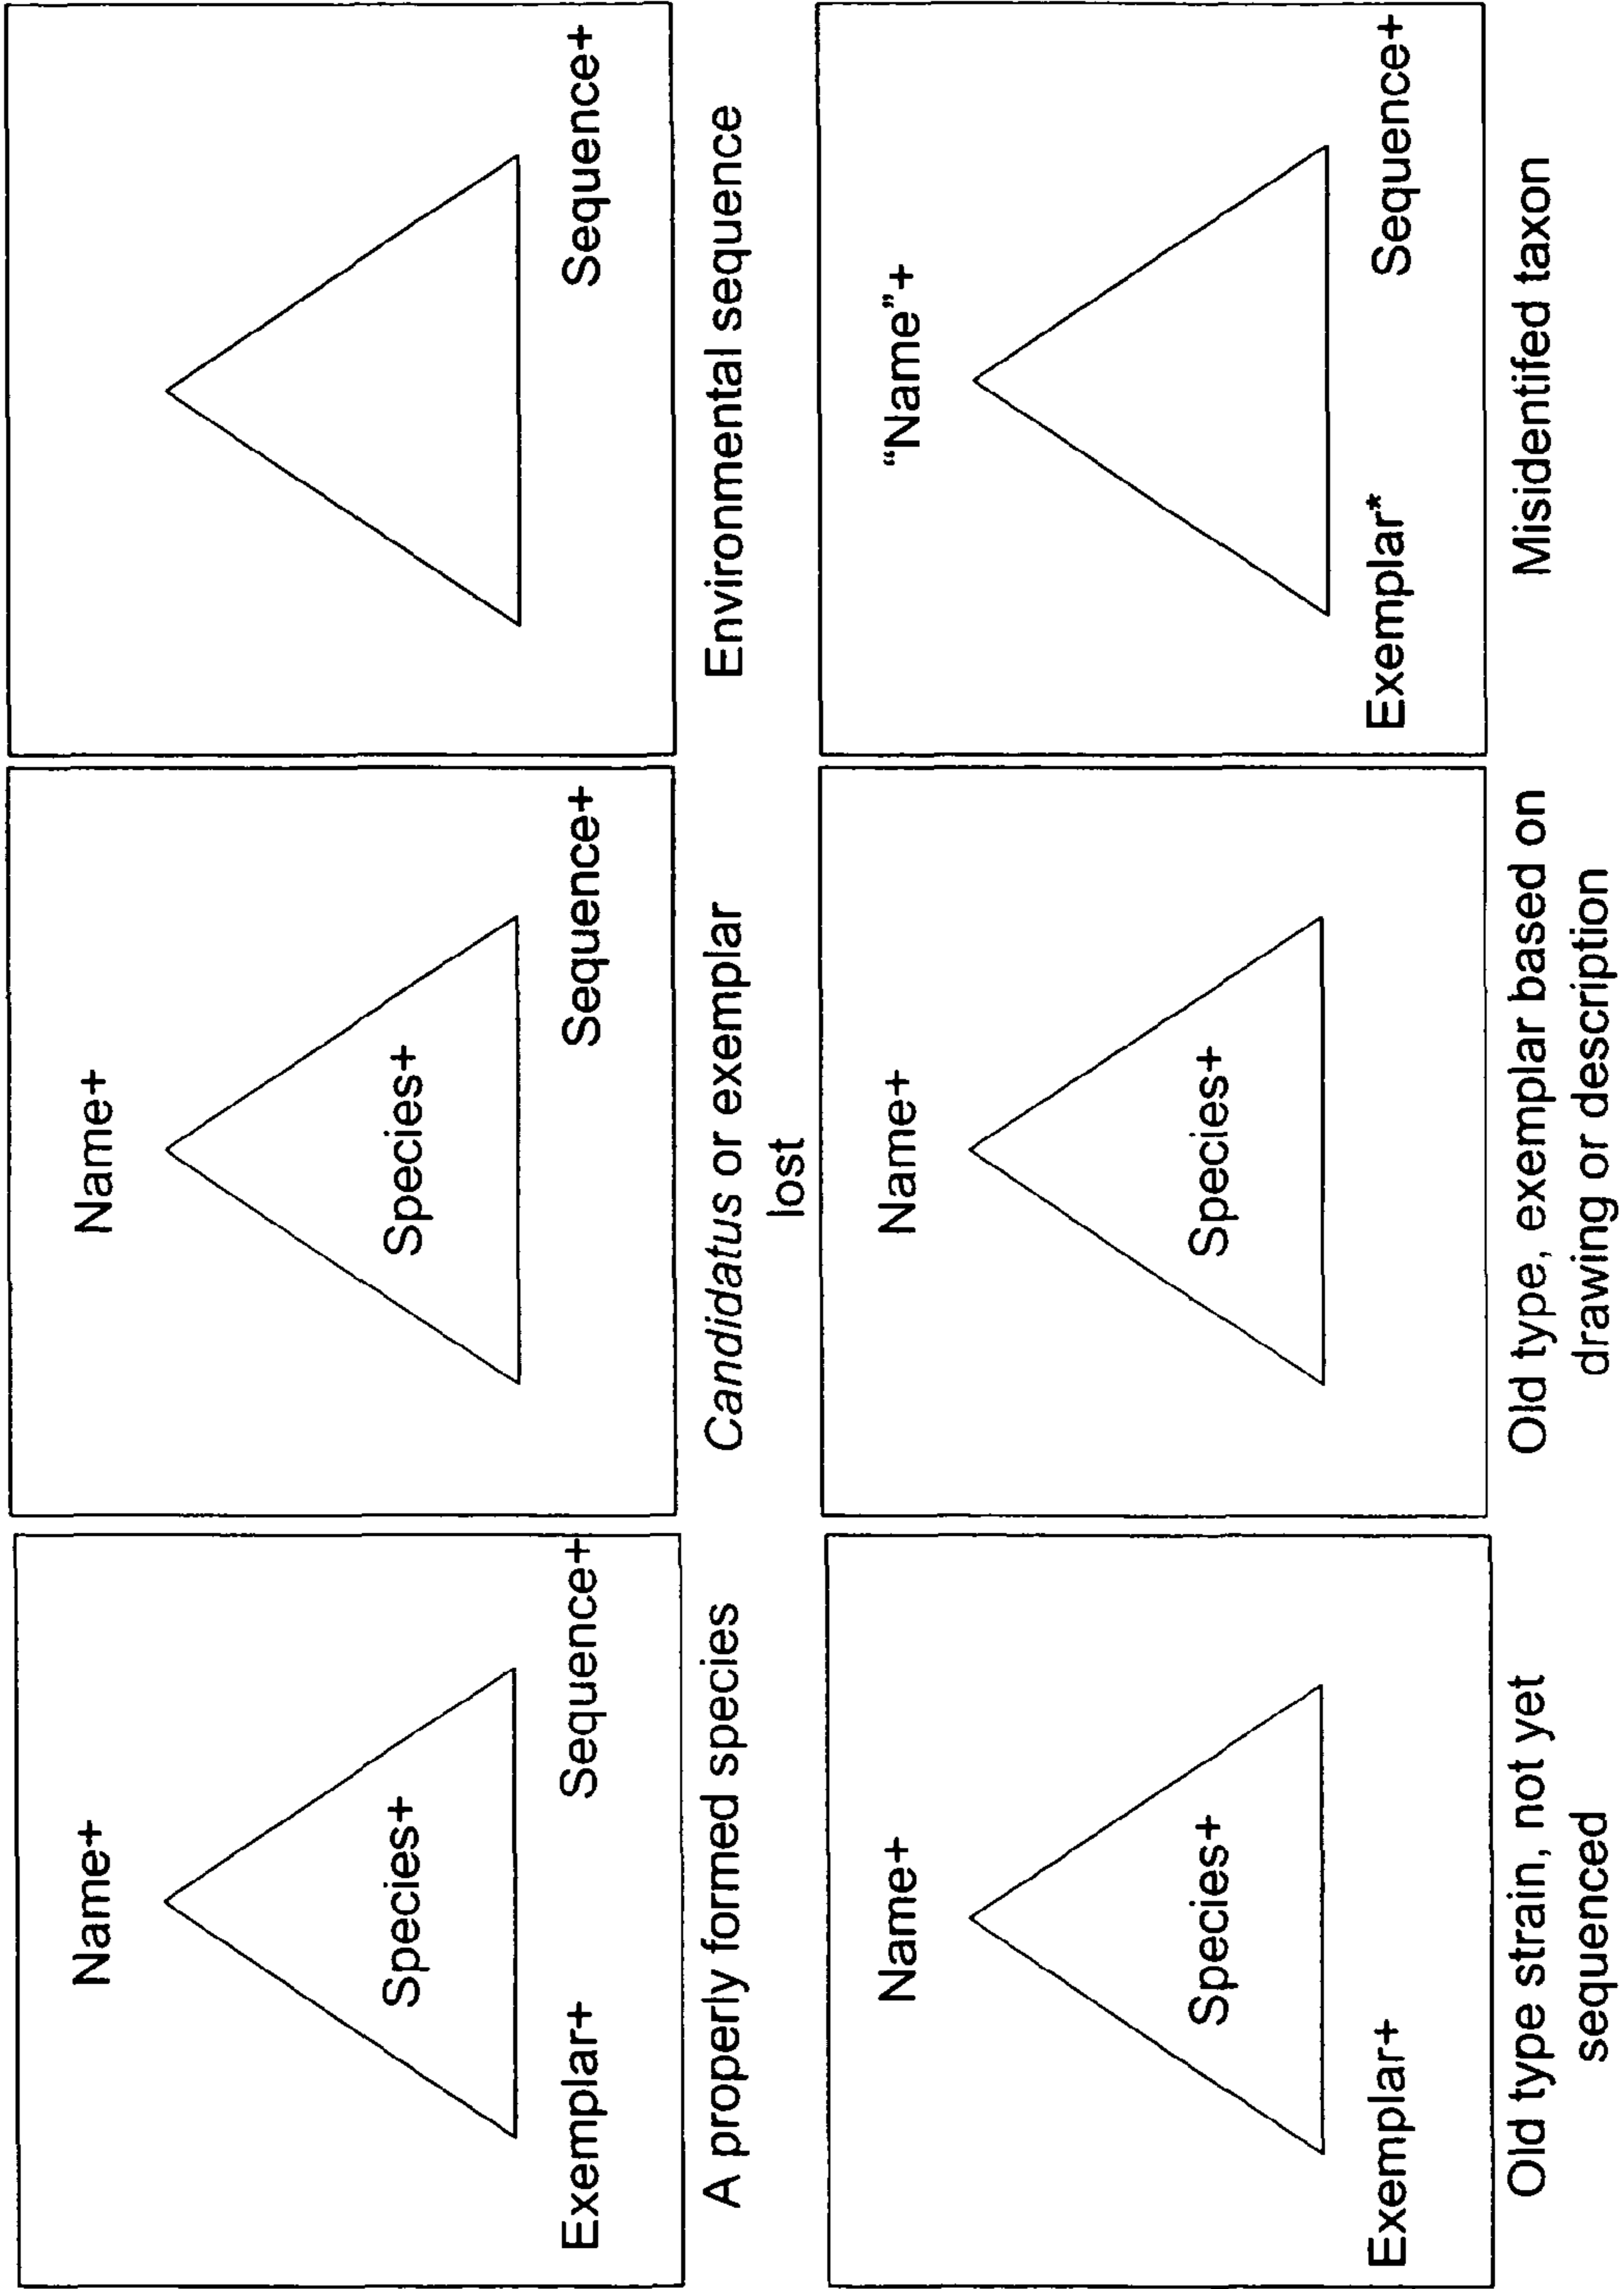 Name+
Species+
Exemplar+ Sequence+
A properly formed species
Name+
Species+
Sequence+
Candidatus or exemplar
lost
Sequence+
Environmental sequence
Name+
Species+
Exemplar+
Old type strain, not yet
sequenced
Name+
Species+
Old type, exemplar based on
drawing or description
“Name”+
Exemplar* Sequence+
Misidentifed taxon